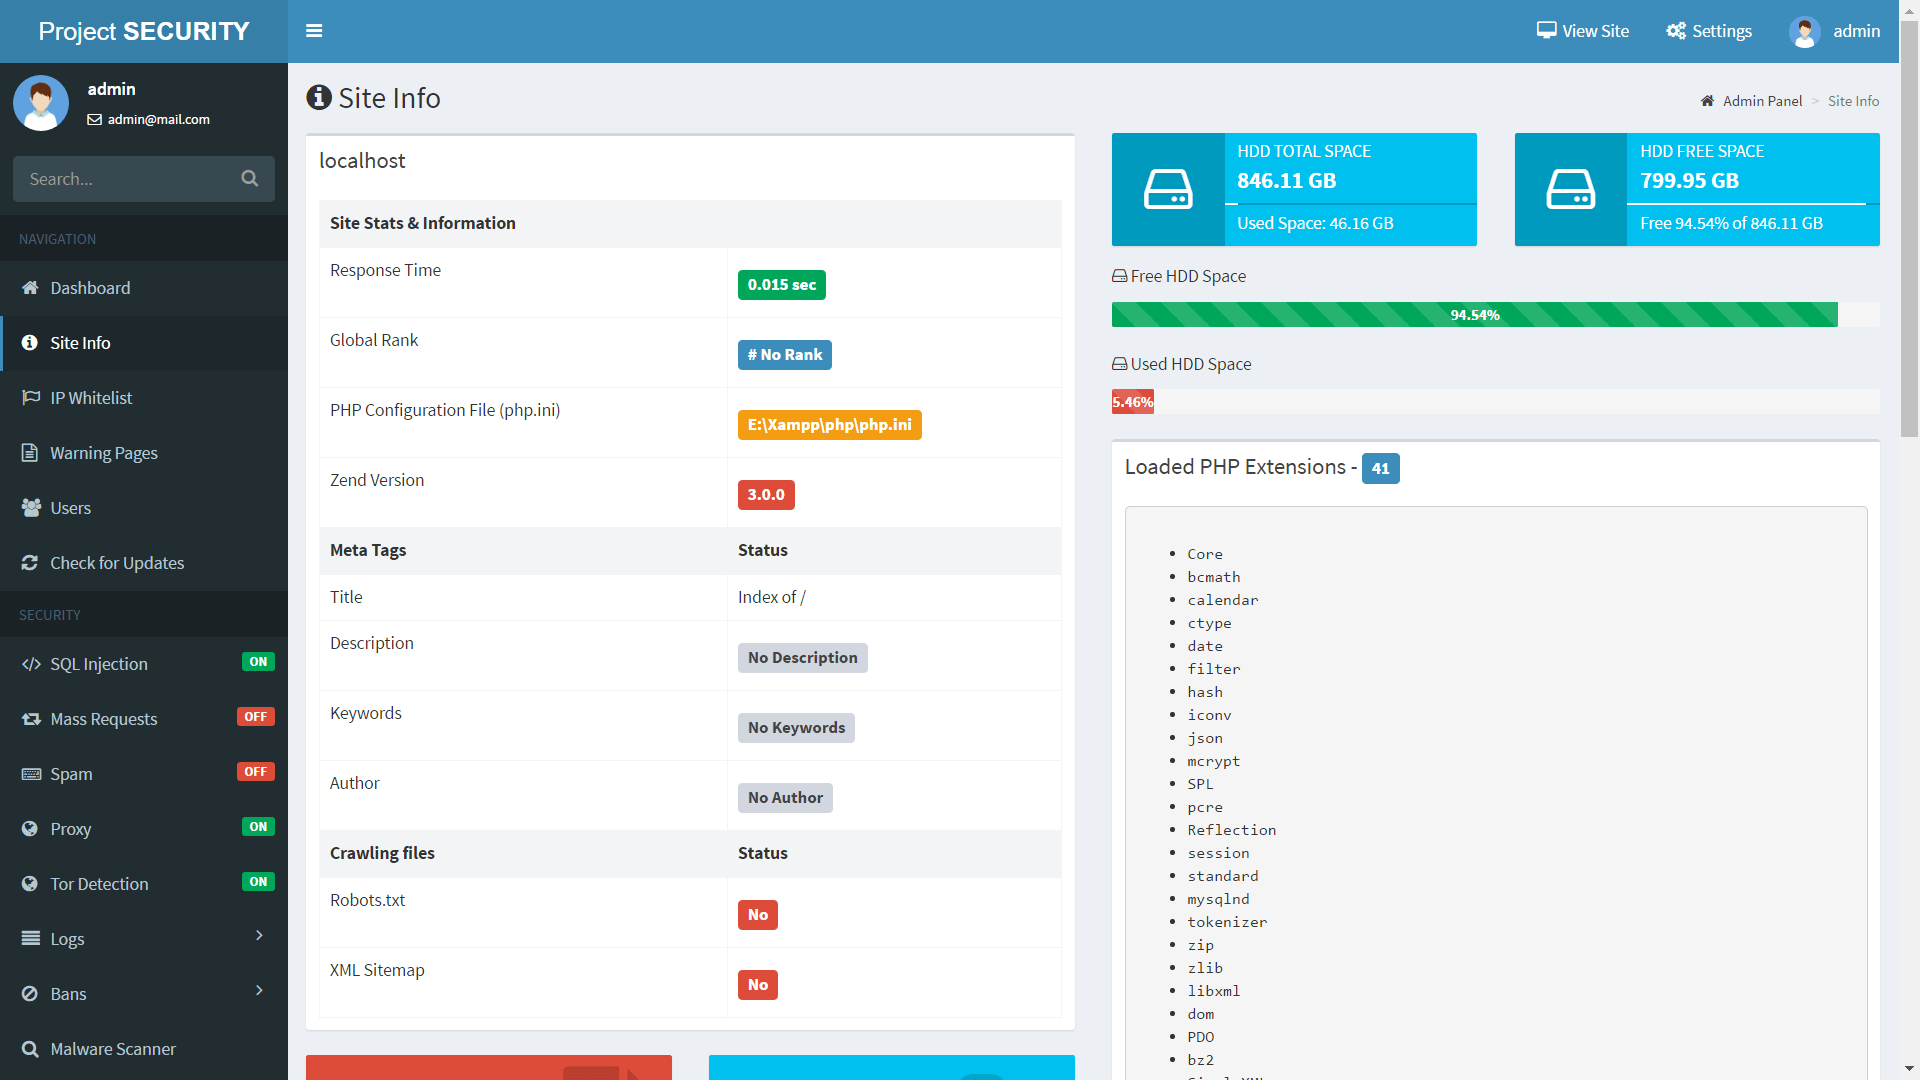 Project SECURITY
View Site
Settings
admin
admin
admin@mail.com
Search...
NAVIGATION
Dashboard
Site Info
IP Whitelist
Warning Pages
Users
Check for Updates
SECURITY
SQL Injection ON
Mass Requests OFF
Spam OFF
Proxy ON
Tor Detection ON
Logs
Bans
Malware Scanner
Site Info
Admin Panel > Site Info
localhost
Site Stats & Information
Response Time 0.015 sec
Global Rank # No Rank
PHP Configuration File (php.ini) E:\Xampp\php\php.ini
Zend Version 3.0.0
Meta Tags Status
Title Index of /
Description No Description
Keywords No Keywords
Author No Author
Crawling files Status
Robots.txt No
XML Sitemap No
HDD TOTAL SPACE
846.11 GB
Used Space: 46.16 GB
HDD FREE SPACE
799.95 GB
Free 94.54% of 846.11 GB
Free HDD Space
94.54%
Used HDD Space
5.46%
Loaded PHP Extensions - 41
Core
bcmath
calendar
ctype
date
filter
hash
iconv
json
mcrypt
SPL
pcre
Reflection
session
standard
mysqlnd
tokenizer
zip
zlib
libxml
dom
PDO
bz2